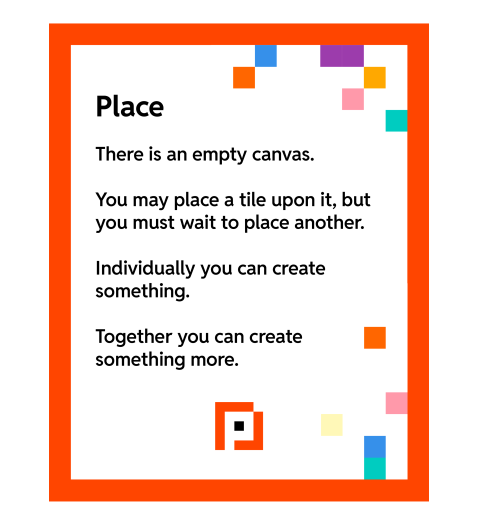 Place
There is an empty canvas.
You may place a tile upon it, but
you must wait to place another.
Individually you can create
something.
Together you can create
something more.